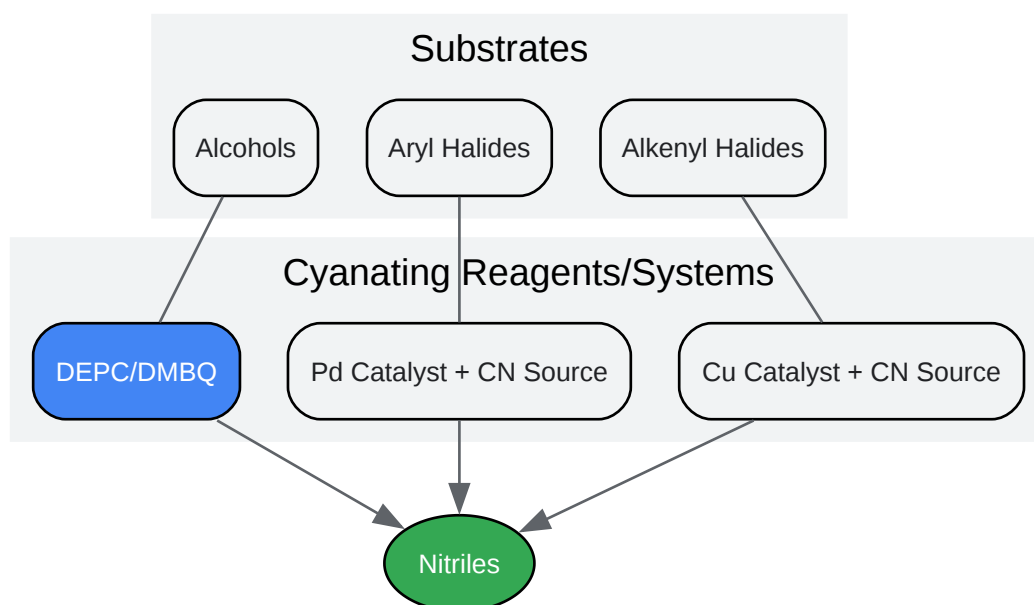 Substrates
Alcohols
Aryl Halides
Alkenyl Halides
Cyanating Reagents/Systems
DEPC/DMBQ
Pd Catalyst + CN Source
Cu Catalyst + CN Source
Nitriles